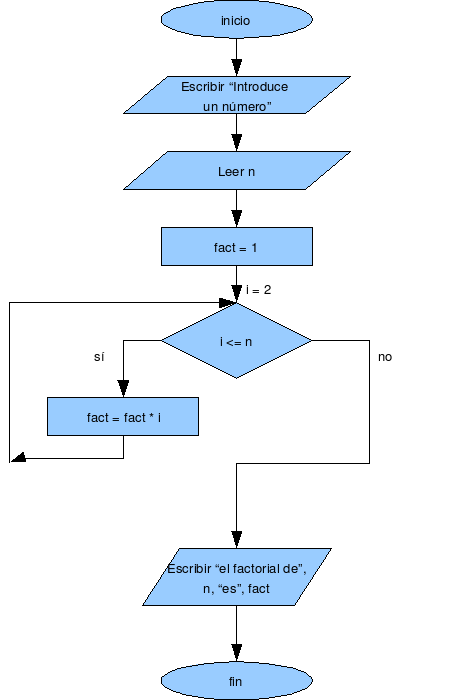 inicio
Escribir “Introduce
un número”
Leer n
fact = 1
i = 2
i <= n
sí
no
fact = fact * i
Escribir “el factorial de”,
n, “es”, fact
fin